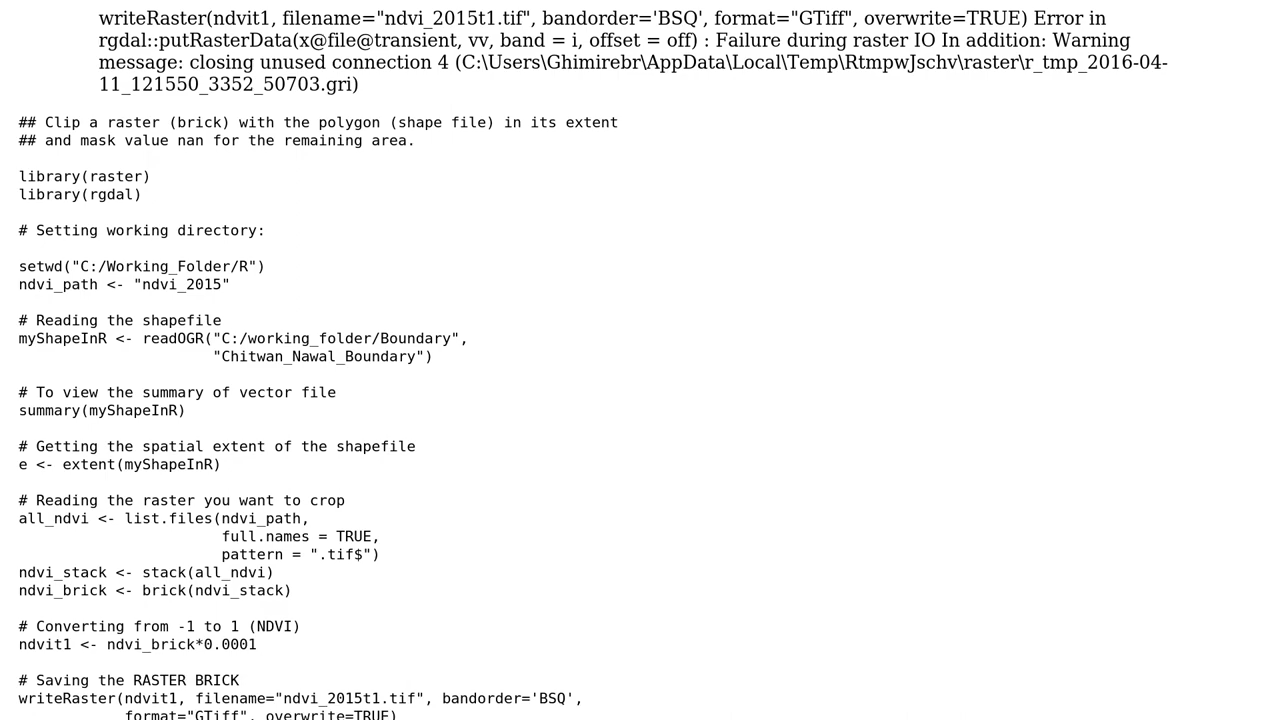 writeRaster(ndvit1, filename="ndvi_2015t1.tif", bandorder='BSQ', format="GTiff", overwrite=TRUE) Error in
rgdal::putRasterData(x@file@transient, vv, band = i, offset = off) : Failure during raster IO In addition: Warning
message: closing unused connection 4 (C:\Users\Ghimirebr\AppData\Local\Temp\RtmpwJschv\raster\r_tmp_2016-04-
11_121550_3352_50703.gri)
## Clip a raster (brick) with the polygon (shape file) in its extent
## and mask value nan for the remaining area.
library(raster)
library(rgdal)
# Setting working directory:
setwd("C:/Working_Folder/R")
ndvi_path <- "ndvi_2015"
# Reading the shapefile
myShapeInR <- readOGR("C:/working_folder/Boundary",
                      "Chitwan_Nawal_Boundary")
# To view the summary of vector file
summary(myShapeInR)
# Getting the spatial extent of the shapefile
e <- extent(myShapeInR)
# Reading the raster you want to crop
all_ndvi <- list.files(ndvi_path,
                       full.names = TRUE,
                       pattern = ".tif$")
ndvi_stack <- stack(all_ndvi)
ndvi_brick <- brick(ndvi_stack)
# Converting from -1 to 1 (NDVI)
ndvit1 <- ndvi_brick*0.0001
# Saving the RASTER BRICK
writeRaster(ndvit1, filename="ndvi_2015t1.tif", bandorder='BSQ',
            format="GTiff", overwrite=TRUE)